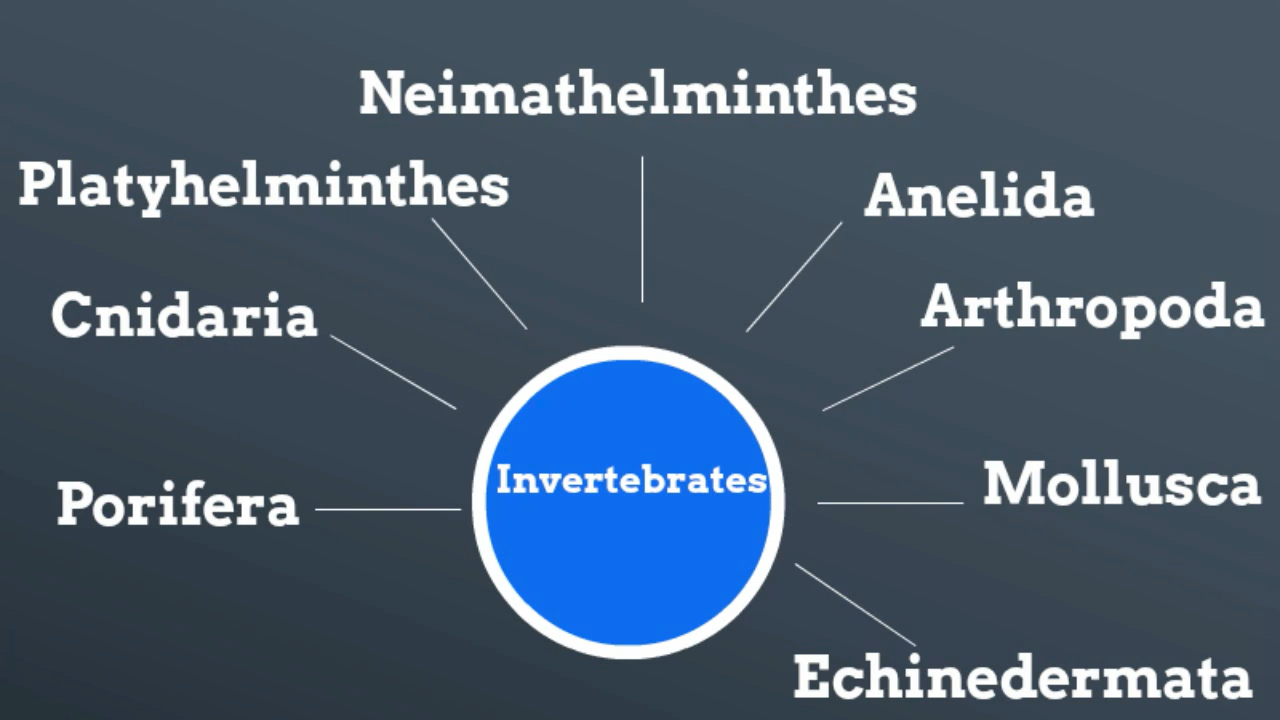 Neimathelminthes
Platyhelminthes
Anelida
Cnidaria
Arthropoda
Invertebrates
Porifera
Mollusca
Echinedermata